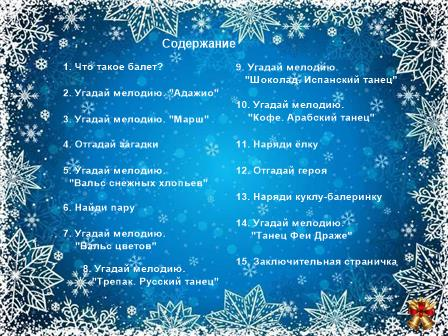 Содержание
1. Что такое балет?
2. Угадай мелодию. "Адажио"
3. Угадай мелодию. "Марш"
4. Отгадай загадки
5. Угадай мелодию.
"Вальс снежных хлопьев"
6. Найди пару
7. Угадай мелодию.
"Вальс цветов"
8. Угадай мелодию.
"Трепак. Русский танец"
9. Угадай мелодию.
"Шоколад. Испанский танец"
10. Угадай мелодию.
"Кофе. Арабский танец"
11. Наряди ёлку
12. Отгадай героя
13. Наряди куклу-балеринку
14. Угадай мелодию.
"Танец Феи Драже"
15. Заключительная страничка